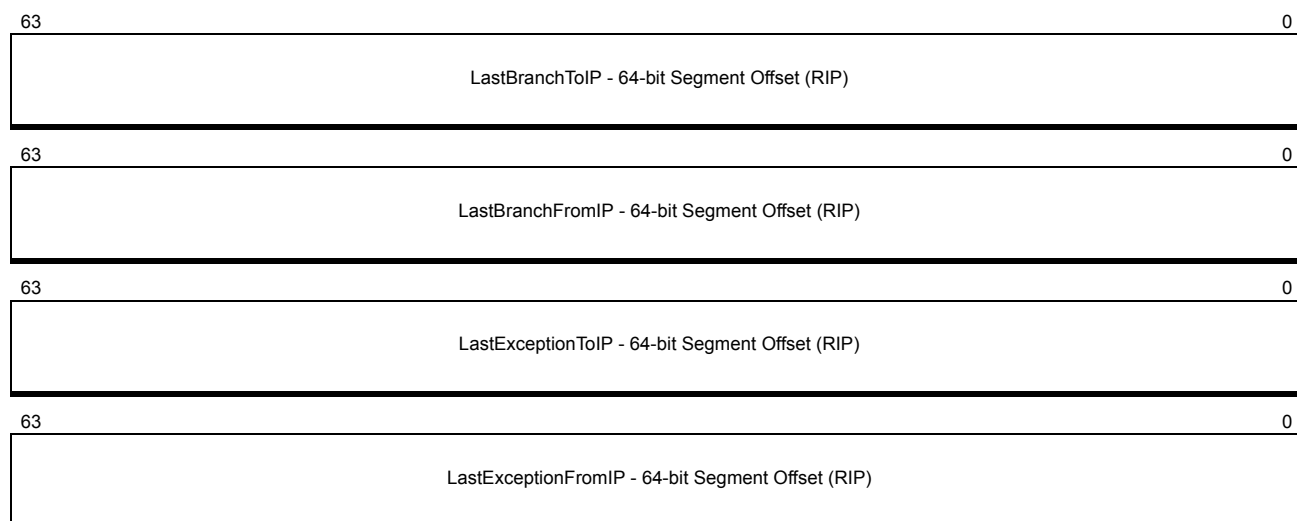 63 0
LastBranchToIP - 64-bit Segment Offset (RIP)
63 0
LastBranchFromIP - 64-bit Segment Offset (RIP)
63 0
LastExceptionToIP - 64-bit Segment Offset (RIP)
63 0
LastExceptionFromIP - 64-bit Segment Offset (RIP)